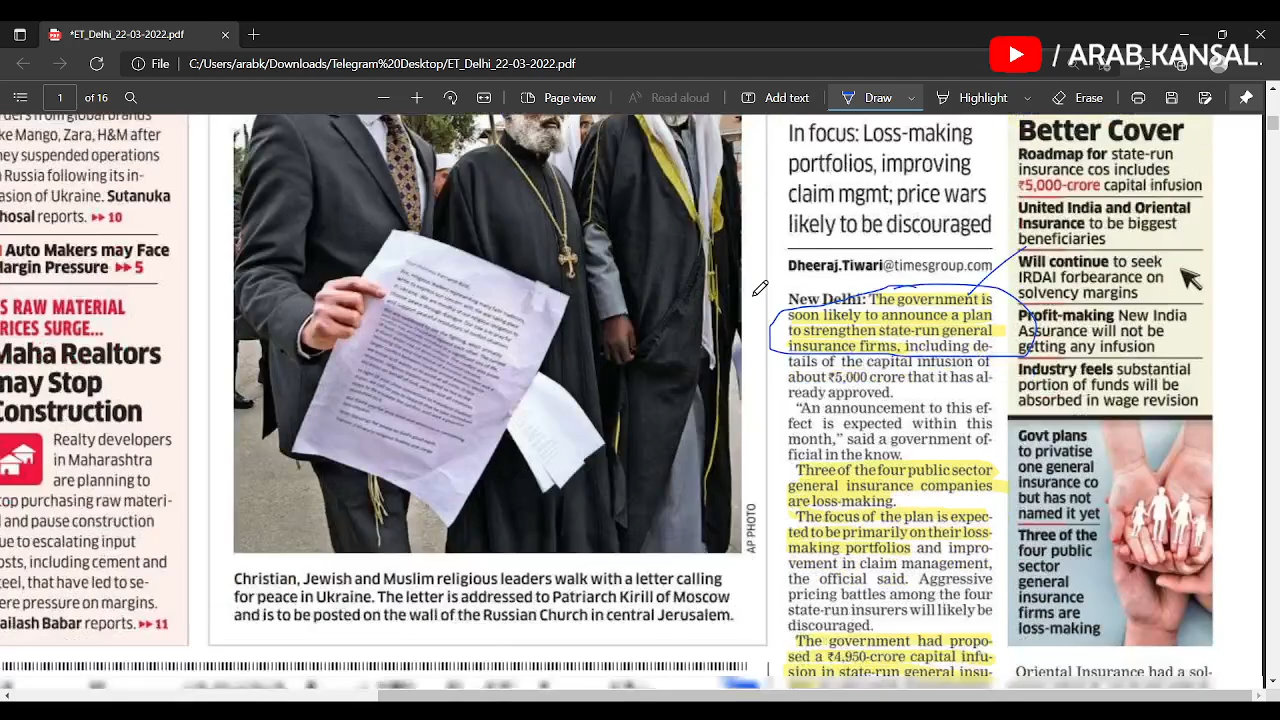 *ET_Delhi_22-03-2022.pdf
/ ARAB KANSAL
File
C:/Users/arabk/Downloads/Telegram%20Desktop/ET_Delhi_22-03-2022.pdf
1 of 16
Page view
Read aloud
Add text
Draw
Highlight
Erase
ke Mango, Zara, H&M after
ney suspended operations
Russia following its in-
asion of Ukraine. Sutanuka
hosal reports. ▸▸ 10
Auto Makers may Face
Margin Pressure ▸▸ 5
S RAW MATERIAL
RICES SURGE...
Maha Realtors
may Stop
Construction
Realty developers
in Maharashtra
are planning to
top purchasing raw materi-
l and pause construction
ue to escalating input
osts, including cement and
teel, that have led to se-
ere pressure on margins.
ailash Babar reports. ▸▸ 11
AP PHOTO
Christian, Jewish and Muslim religious leaders walk with a letter calling
for peace in Ukraine. The letter is addressed to Patriarch Kirill of Moscow
and is to be posted on the wall of the Russian Church in central Jerusalem.
In focus: Loss-making
portfolios, improving
claim mgmt; price wars
likely to be discouraged
Dheeraj.Tiwari@timesgroup.com
New Delhi: The government is
soon likely to announce a plan
to strengthen state-run general
insurance firms, including de-
tails of the capital infusion of
about ₹5,000 crore that it has al-
ready approved.
“An announcement to this ef-
fect is expected within this
month,” said a government of-
ficial in the know.
Three of the four public sector
general insurance companies
are loss-making.
The focus of the plan is expec-
ted to be primarily on their loss-
making portfolios and impro-
vement in claim management,
the official said. Aggressive
pricing battles among the four
state-run insurers will likely be
discouraged.
The government had propo-
sed a ₹4,950-crore capital infu-
sion in state-run general insu-
Better Cover
Roadmap for state-run
insurance cos includes
₹5,000-crore capital infusion
United India and Oriental
Insurance to be biggest
beneficiaries
Will continue to seek
IRDAI forbearance on
solvency margins
Profit-making New India
Assurance will not be
getting any infusion
Industry feels substantial
portion of funds will be
absorbed in wage revision
Govt plans
to privatise
one general
insurance co
but has not
named it yet
Three of the
four public
sector
general
insurance
firms are
loss-making
Oriental Insurance had a sol-